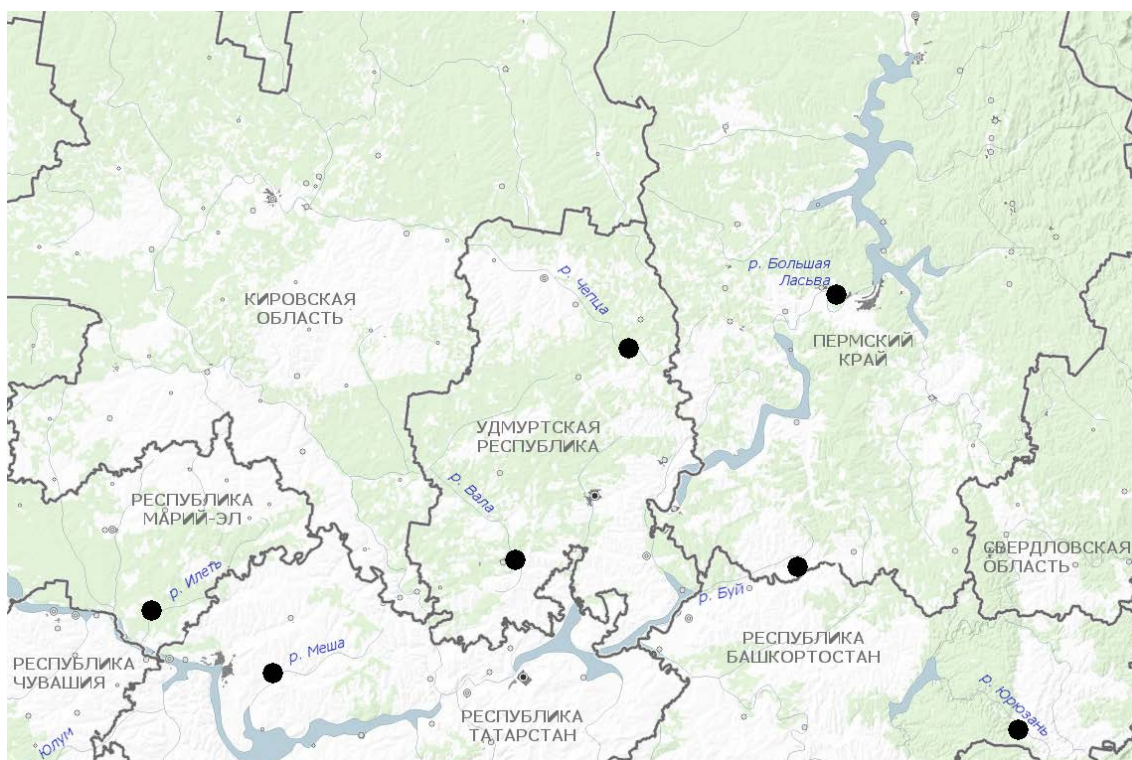 р. Большая
Ласьва
р. Чепца
КИРОВСКАЯ
ОБЛАСТЬ
ПЕРМСКИЙ
КРАЙ
УДМУРТСКАЯ
РЕСПУБЛИКА
р. Вала
РЕСПУБЛИКА
МАРИЙ-ЭЛ
СВЕРДЛОВСКАЯ
ОБЛАСТЬ
р. Илеть
р. Буй
РЕСПУБЛИКА
БАШКОРТОСТАН
р. Меша
РЕСПУБЛИКА
ЧУВАШИЯ
р. Юрюзань
РЕСПУБЛИКА
ТАТАРСТАН
Юлум